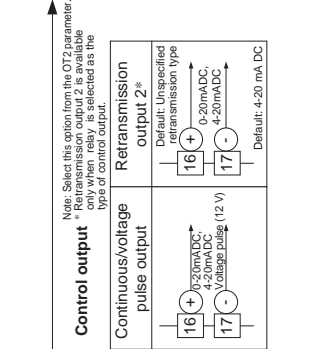 Note: Select this option from the OT2 parameter.
* Retransmission output 2 is available
only when relay is selected as the
type of control output.
Control output
Continuous/voltage
pulse output
16 +
0-20mADC,
4-20mADC
Voltage pulse (12 V)
17 -
Retransmission
output 2*
Default: Unspecified
retransmission type
16 +
0-20mADC,
4-20mADC
17 -
Default: 4-20 mA DC